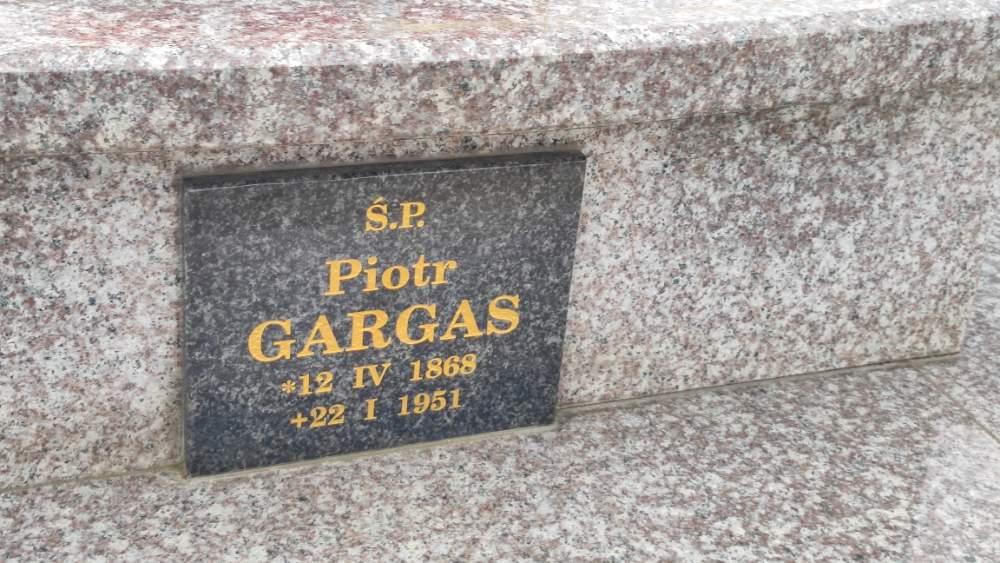 Ś.P.
Piotr
GARGAS
*12 IV 1868
+22 I 1951